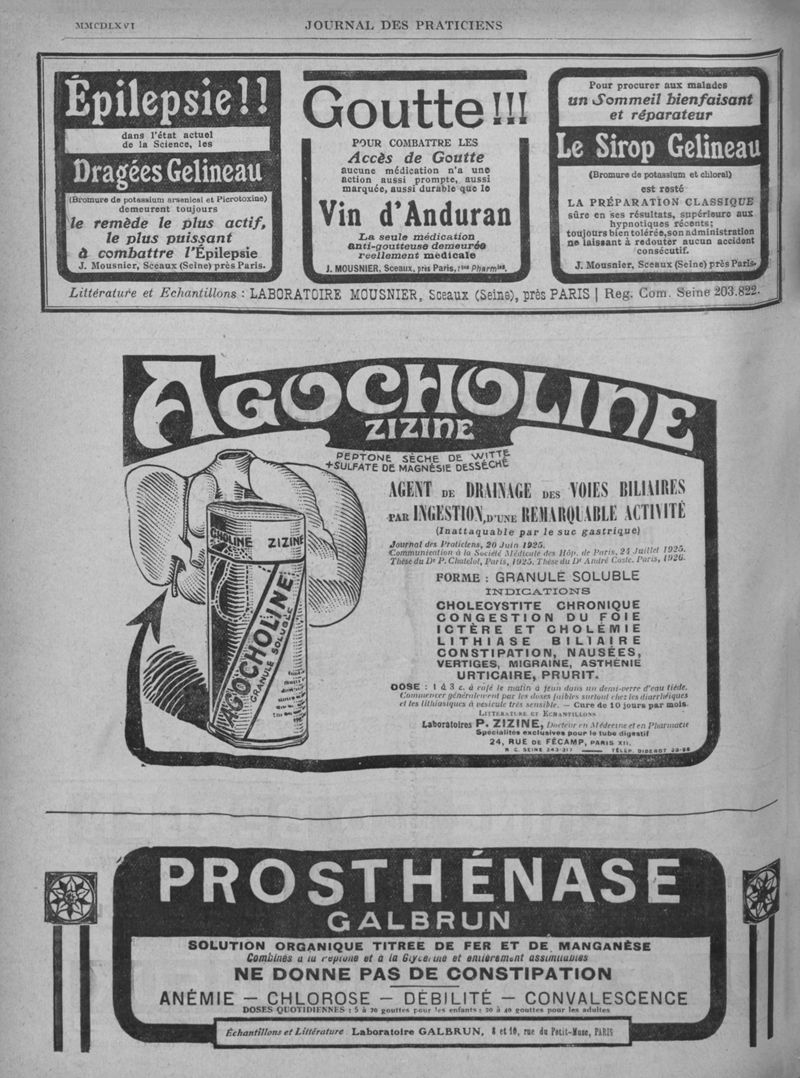 MMCDLXVI
JOURNAL DES PRATICIENS
Épilepsie!!
dans l'état actuel
de la Science, les
Dragées Gelineau
(Bromure de potassium arsenical et Picrotoxine)
demeurent toujours
le remède le plus actif,
le plus puissant
à combattre l'Épilepsie
J. Mousnier, Sceaux (Seine) près Paris.
Goutte!!!
POUR COMBATTRE LES
Accès de Goutte
aucune médication n'a une
action aussi prompte, aussi
marquée, aussi durable que le
Vin d'Anduran
La seule médication
anti-goutteuse demeurée
réellement médicale
J. MOUSNIER, Sceaux, près Paris, ttes Pharmies.
Pour procurer aux malades
un Sommeil bienfaisant
et réparateur
Le Sirop Gelineau
(Bromure de potassium et chloral)
est resté
LA PRÉPARATION CLASSIQUE
sûre en ses résultats, supérieure aux
hypnotiques récents;
toujours bien tolérée, son administration
ne laissant à redouter aucun accident
consécutif.
J. Mousnier, Sceaux (Seine) près Paris.
Littérature et Echantillons : LABORATOIRE MOUSNIER, Sceaux (Seine), près PARIS | Reg. Com. Seine 203.822.
AGOCHOLINE
ZIZINE
PEPTONE SÈCHE DE WITTE
+SULFATE DE MAGNÉSIE DESSÉCHÉ
AGENT DE DRAINAGE DES VOIES BILIAIRES
PAR INGESTION, D'UNE REMARQUABLE ACTIVITÉ
(Inattaquable par le suc gastrique)
Journal des Praticiens, 20 Juin 1925.
Communication à la Société Médicale des Hôp. de Paris, 24 Juillet 1925.
Thèse du Dr P. Chatelot, Paris, 1925. Thèse du Dr André Coste. Paris, 1926.
FORME : GRANULÉ SOLUBLE
INDICATIONS
CHOLECYSTITE CHRONIQUE
CONGESTION DU FOIE
ICTÈRE ET CHOLÉMIE
LITHIASE BILIAIRE
CONSTIPATION, NAUSÉES,
VERTIGES, MIGRAINE, ASTHÉNIE
URTICAIRE, PRURIT.
DOSE : 1 à 3 c. à café le matin à jeun dans un demi-verre d'eau tiède.
Commencer généralement par les doses faibles surtout chez les diarrhéiques
et les lithiasiques à vésicule très sensible. — Cure de 10 jours par mois.
LITTÉRATURE ET ECHANTILLONS
Laboratoires P. ZIZINE, Docteur en Médecine et en Pharmacie
Spécialités exclusives pour le tube digestif
24, RUE DE FÉCAMP, PARIS XII.
R. C. SEINE 243-217 — TÉLÉP. DIDEROT 28-96
CHOLINE ZIZINE
AGOCHOLINE
GRANULÉ SOLUBLE
PROSTHÉNASE
GALBRUN
SOLUTION ORGANIQUE TITRÉE DE FER ET DE MANGANÈSE
Combinés à la Peptone et à la Glycérine et entièrement assimilables
NE DONNE PAS DE CONSTIPATION
ANÉMIE — CHLOROSE — DÉBILITÉ — CONVALESCENCE
DOSES QUOTIDIENNES : 5 à 20 gouttes pour les enfants ; 20 à 40 gouttes pour les adultes
Échantillons et Littérature : Laboratoire GALBRUN, 8 et 10, rue du Petit-Musc, PARIS